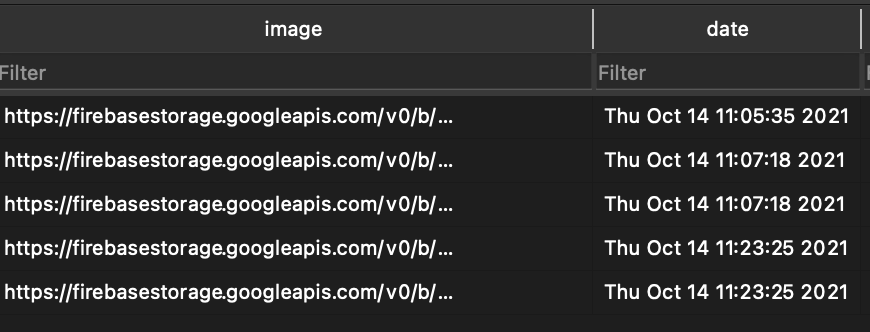 image date
Filter Filter
https://firebasestorage.googleapis.com/v0/b/... Thu Oct 14 11:05:35 2021
https://firebasestorage.googleapis.com/v0/b/... Thu Oct 14 11:07:18 2021
https://firebasestorage.googleapis.com/v0/b/... Thu Oct 14 11:07:18 2021
https://firebasestorage.googleapis.com/v0/b/... Thu Oct 14 11:23:25 2021
https://firebasestorage.googleapis.com/v0/b/... Thu Oct 14 11:23:25 2021